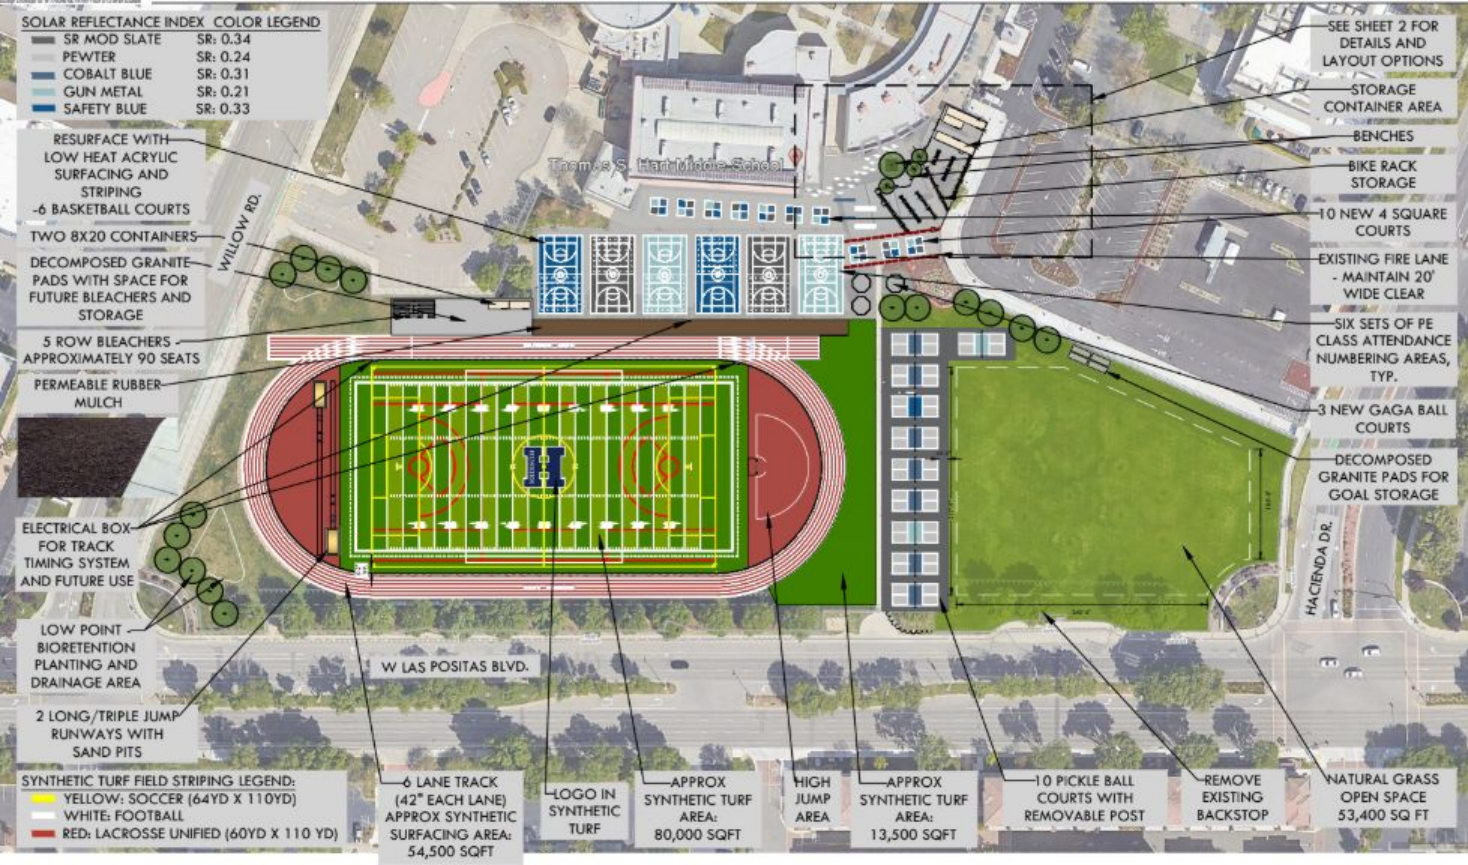 SOLAR REFLECTANCE INDEX COLOR LEGEND
SR MOD SLATE SR: 0.34
PEWTER SR: 0.24
COBALT BLUE SR: 0.31
GUN METAL SR: 0.21
SAFETY BLUE SR: 0.33
RESURFACE WITH
LOW HEAT ACRYLIC
SURFACING AND
STRIPING
-6 BASKETBALL COURTS
TWO 8X20 CONTAINERS
DECOMPOSED GRANITE
PADS WITH SPACE FOR
FUTURE BLEACHERS AND
STORAGE
5 ROW BLEACHERS -
APPROXIMATELY 90 SEATS
PERMEABLE RUBBER
MULCH
ELECTRICAL BOX
FOR TRACK
TIMING SYSTEM
AND FUTURE USE
LOW POINT -
BIORETENTION
PLANTING AND
DRAINAGE AREA
2 LONG/TRIPLE JUMP
RUNWAYS WITH
SAND PITS
SYNTHETIC TURF FIELD STRIPING LEGEND:
YELLOW: SOCCER (64YD X 110YD)
WHITE: FOOTBALL
RED: LACROSSE UNIFIED (60YD X 110 YD)
WILLOW RD.
Thomas S. Hart Middle School
H
W LAS POSITAS BLVD.
HACIENDA DR.
6 LANE TRACK
(42" EACH LANE)
APPROX SYNTHETIC
SURFACING AREA:
54,500 SQFT
LOGO IN
SYNTHETIC
TURF
APPROX
SYNTHETIC TURF
AREA:
80,000 SQFT
HIGH
JUMP
AREA
APPROX
SYNTHETIC TURF
AREA:
13,500 SQFT
10 PICKLE BALL
COURTS WITH
REMOVABLE POST
REMOVE
EXISTING
BACKSTOP
NATURAL GRASS
OPEN SPACE
53,400 SQ FT
SEE SHEET 2 FOR
DETAILS AND
LAYOUT OPTIONS
STORAGE
CONTAINER AREA
BENCHES
BIKE RACK
STORAGE
10 NEW 4 SQUARE
COURTS
EXISTING FIRE LANE
- MAINTAIN 20'
WIDE CLEAR
SIX SETS OF PE
CLASS ATTENDANCE
NUMBERING AREAS,
TYP.
3 NEW GAGA BALL
COURTS
DECOMPOSED
GRANITE PADS FOR
GOAL STORAGE